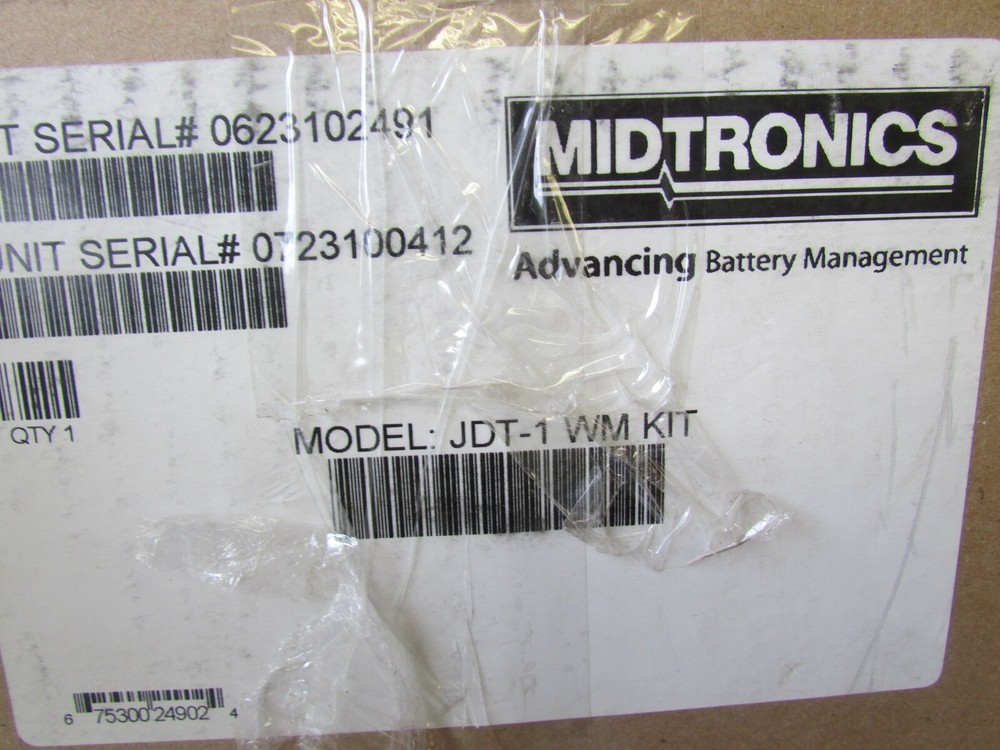 T SERIAL# 0623102491
MIDTRONICS
UNIT SERIAL# 0723100412
Advancing Battery Management
QTY 1
MODEL: JDT-1 WM KIT
6 75300 24902 4